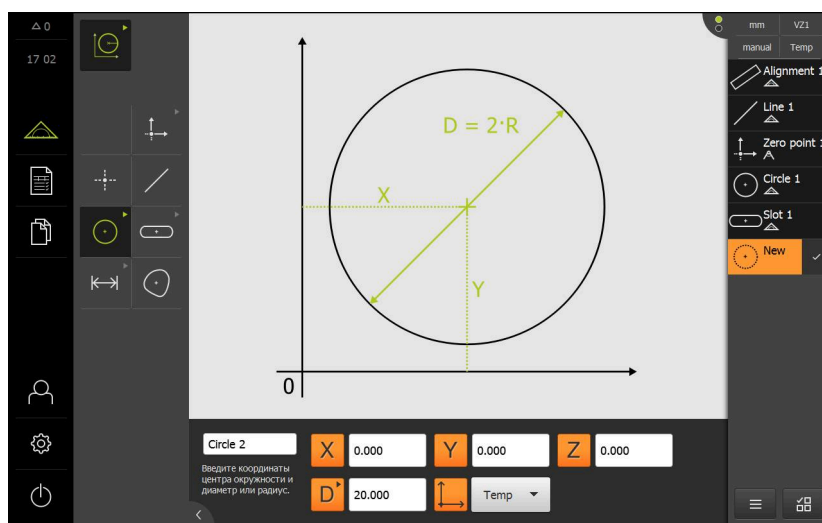 △ 0
17 02
D = 2·R
X
Y
0
mm VZ1
manual Temp
Alignment 1
Line 1
Zero point 1
Circle 1
Slot 1
New
Circle 2
Введите координаты
центра окружности и
диаметр или радиус.
X 0.000 Y 0.000 Z 0.000
D 20.000 Temp